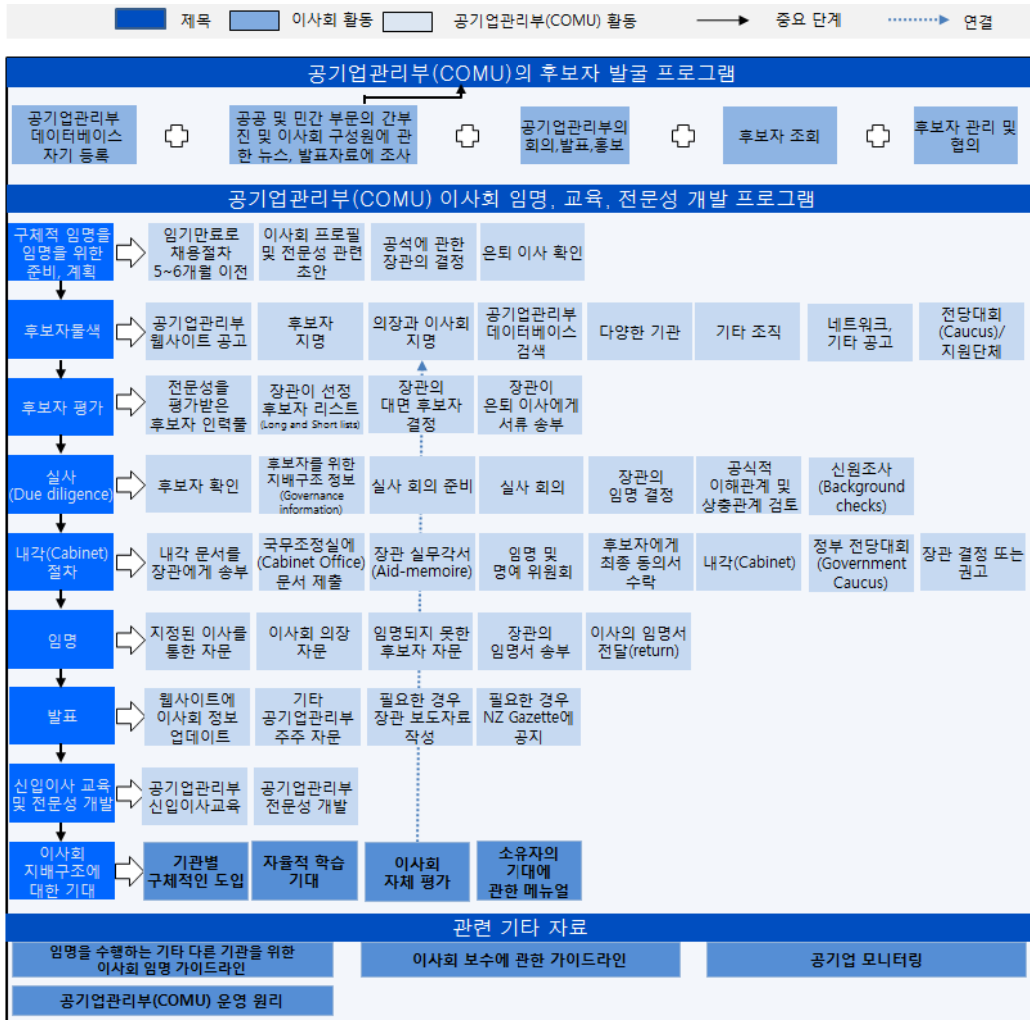 제목
이사회 활동
공기업관리부(COMU) 활동
중요 단계
연결
공기업관리부(COMU)의 후보자 발굴 프로그램
공기업관리부
데이터베이스
자기 등록
공공 및 민간 부문의 간부
진 및 이사회 구성원에 관
한 뉴스, 발표자료에 조사
공기업관리부의
회의,발표,홍보
후보자 조회
후보자 관리 및
협의
공기업관리부(COMU) 이사회 임명, 교육, 전문성 개발 프로그램
구체적 임명을
임명을 위한
준비, 계획
임기만료로
채용절차
5~6개월 이전
이사회 프로필
및 전문성 관련
초안
공석에 관한
장관의 결정
은퇴 이사 확인
후보자물색
공기업관리부
웹사이트 공고
후보자
지명
의장과 이사회
지명
공기업관리부
데이터베이스
검색
다양한 기관
기타 조직
네트워크,
기타 공고
전당대회
(Caucus)/
지원단체
후보자 평가
전문성을
평가받은
후보자 인력풀
장관이 선정
후보자 리스트
(Long and Short lists)
장관의
대면 후보자
결정
장관이
은퇴 이사에게
서류 송부
실사
(Due diligence)
후보자 확인
후보자를 위한
지배구조 정보
(Governance
information)
실사 회의 준비
실사 회의
장관의
임명 결정
공식적
이해관계 및
상충관계 검토
신원조사
(Background
checks)
내각(Cabinet)
절차
내각 문서를
장관에게 송부
국무조정실에
(Cabinet Office)
문서 제출
장관 실무각서
(Aid-memoire)
임명 및
명예 위원회
후보자에게
최종 동의서
수락
내각(Cabinet)
정부 전당대회
(Government
Caucus)
장관 결정 또는
권고
임명
지정된 이사를
통한 자문
이사회 의장
자문
임명되지 못한
후보자 자문
장관의
임명서 송부
이사의 임명서
전달(return)
발표
웹사이트에
이사회 정보
업데이트
기타
공기업관리부
주주 자문
필요한 경우
장관 보도자료
작성
필요한 경우
NZ Gazette에
공지
신입이사 교육
및 전문성 개발
공기업관리부
신입이사교육
공기업관리부
전문성 개발
이사회
지배구조에
대한 기대
기관별
구체적인 도입
자율적 학습
기대
이사회
자체 평가
소유자의
기대에
관한 메뉴얼
관련 기타 자료
임명을 수행하는 기타 다른 기관을 위한
이사회 임명 가이드라인
이사회 보수에 관한 가이드라인
공기업 모니터링
공기업관리부(COMU) 운영 원리